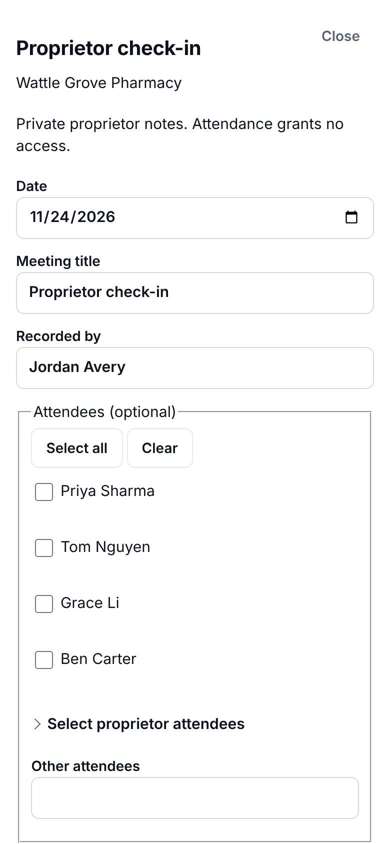 Close
Proprietor check-in
Wattle Grove Pharmacy
Private proprietor notes. Attendance grants no
access.
Date
11/24/2026
Meeting title
Proprietor check-in
Recorded by
Jordan Avery
Attendees (optional)
Select all Clear
Priya Sharma
Tom Nguyen
Grace Li
Ben Carter
Select proprietor attendees
Other attendees